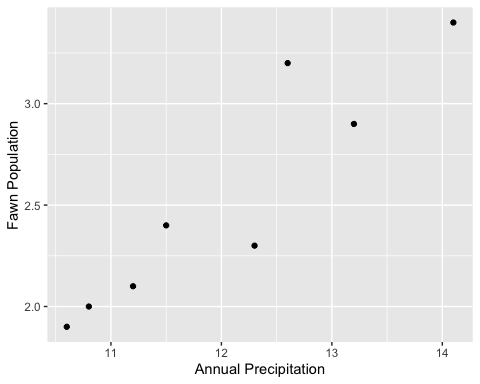 Fawn Population
3.0
2.5
2.0
11 12 13 14
Annual Precipitation